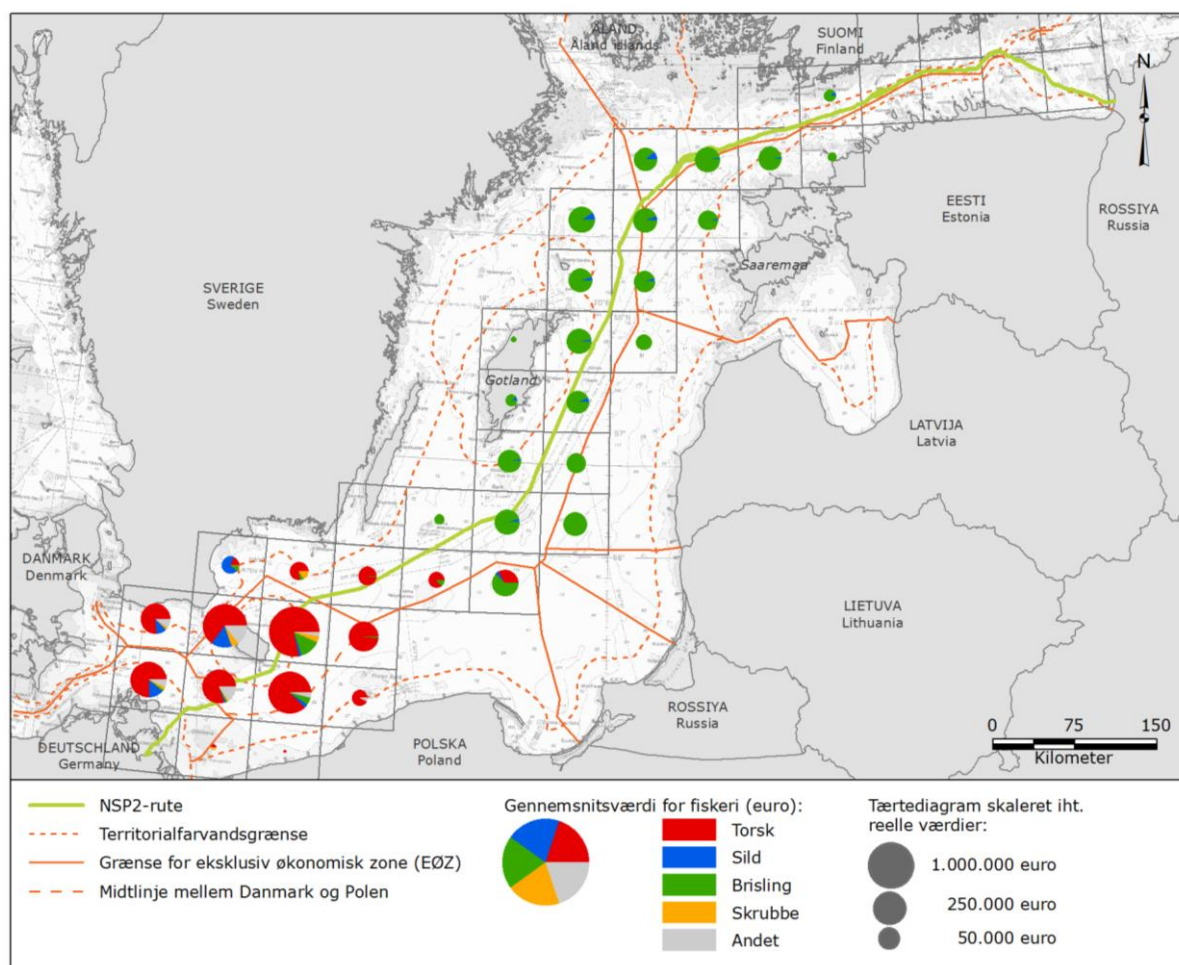 ÅLAND
Åland islands
SUOMI
Finland
N
EESTI
Estonia
ROSSIYA
Russia
SVERIGE
Sweden
Saaremaa
Gotland
LATVIJA
Latvia
DANMARK
Denmark
LIETUVA
Lithuania
ROSSIYA
Russia
DEUTSCHLAND
Germany
POLSKA
Poland
0 75 150
Kilometer
NSP2-rute
Territorialfarvandsgrænse
Grænse for eksklusiv økonomisk zone (EØZ)
Midtlinje mellem Danmark og Polen
Gennemsnitsværdi for fiskeri (euro):
Torsk
Sild
Brisling
Skrubbe
Andet
Tærtediagram skaleret iht.
reelle værdier:
1.000.000 euro
250.000 euro
50.000 euro